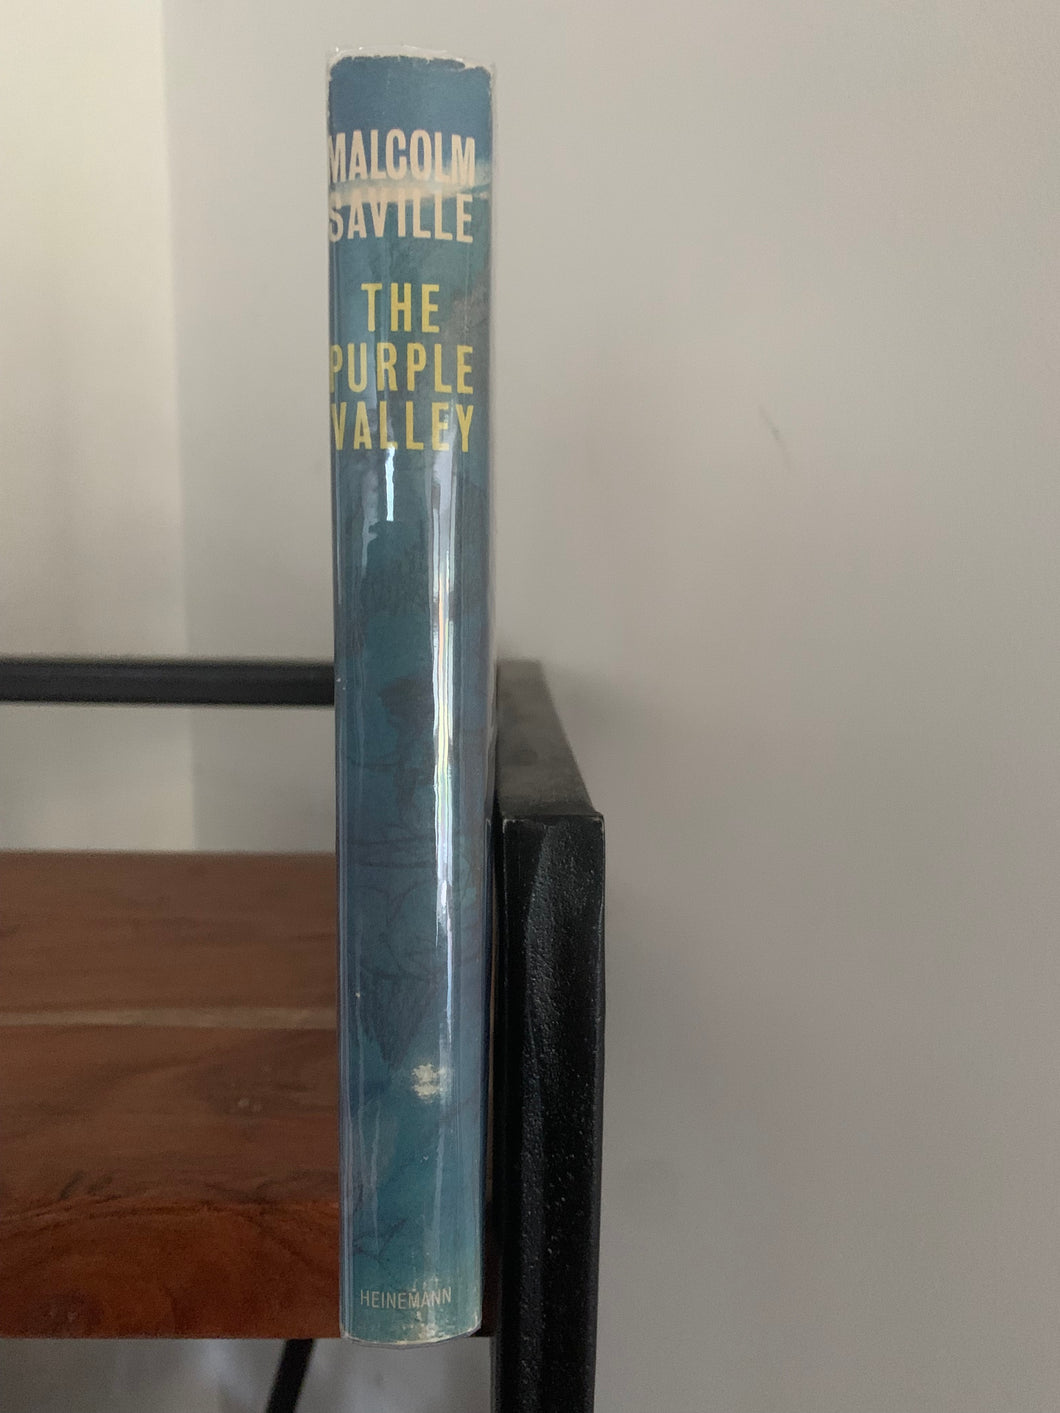 MALCOLM
SAVILLE
THE
PURPLE
VALLEY
HEINEMANN